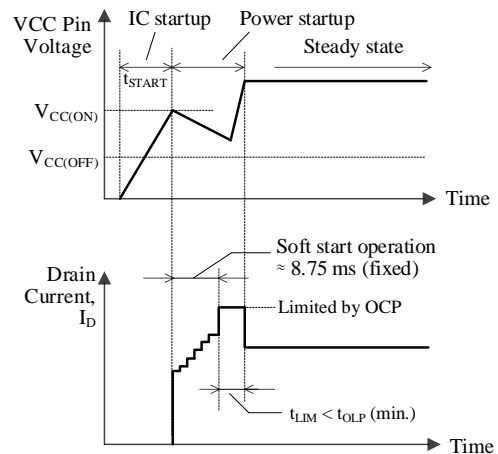 VCC Pin
Voltage
IC startup
Power startup
Steady state
tSTART
VCC(ON)
VCC(OFF)
Time
Soft start operation
≈ 8.75 ms (fixed)
Drain
Current,
ID
Limited by OCP
tLIM < tOLP (min.)
Time